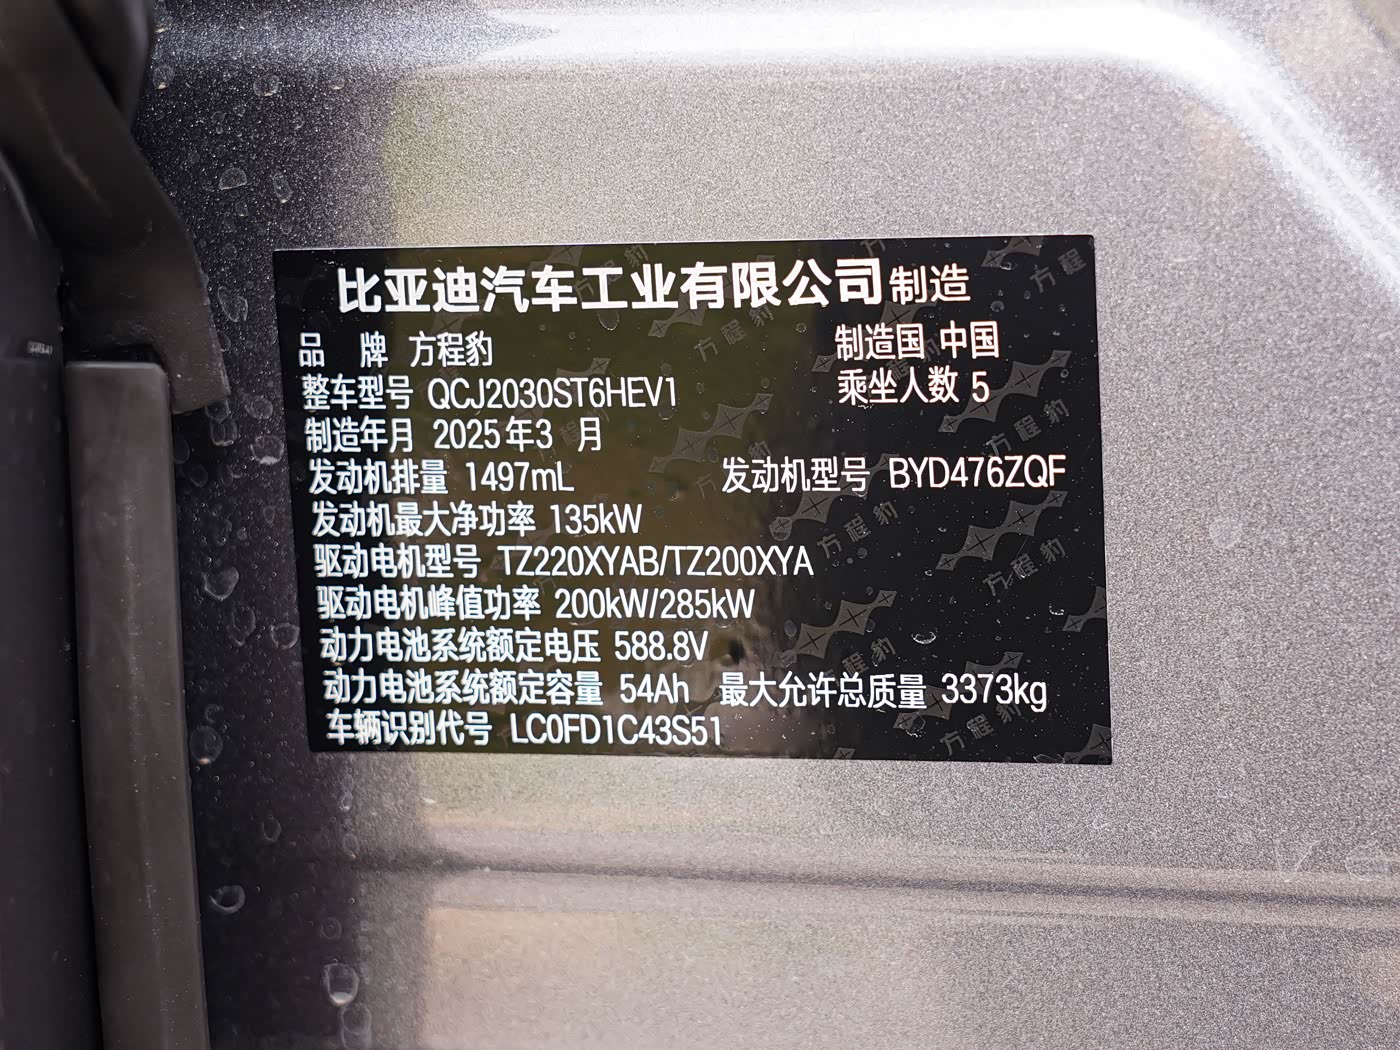 比亚迪汽车工业有限公司制造
品 牌 方程豹 制造国 中国
整车型号 QCJ2030ST6HEV1 乘坐人数 5
制造年月 2025年3 月
发动机排量 1497mL 发动机型号 BYD476ZQF
发动机最大净功率 135kW
驱动电机型号 TZ220XYAB/TZ200XYA
驱动电机峰值功率 200kW/285kW
动力电池系统额定电压 588.8V
动力电池系统额定容量 54Ah 最大允许总质量 3373kg
车辆识别代号 LC0FD1C43S51